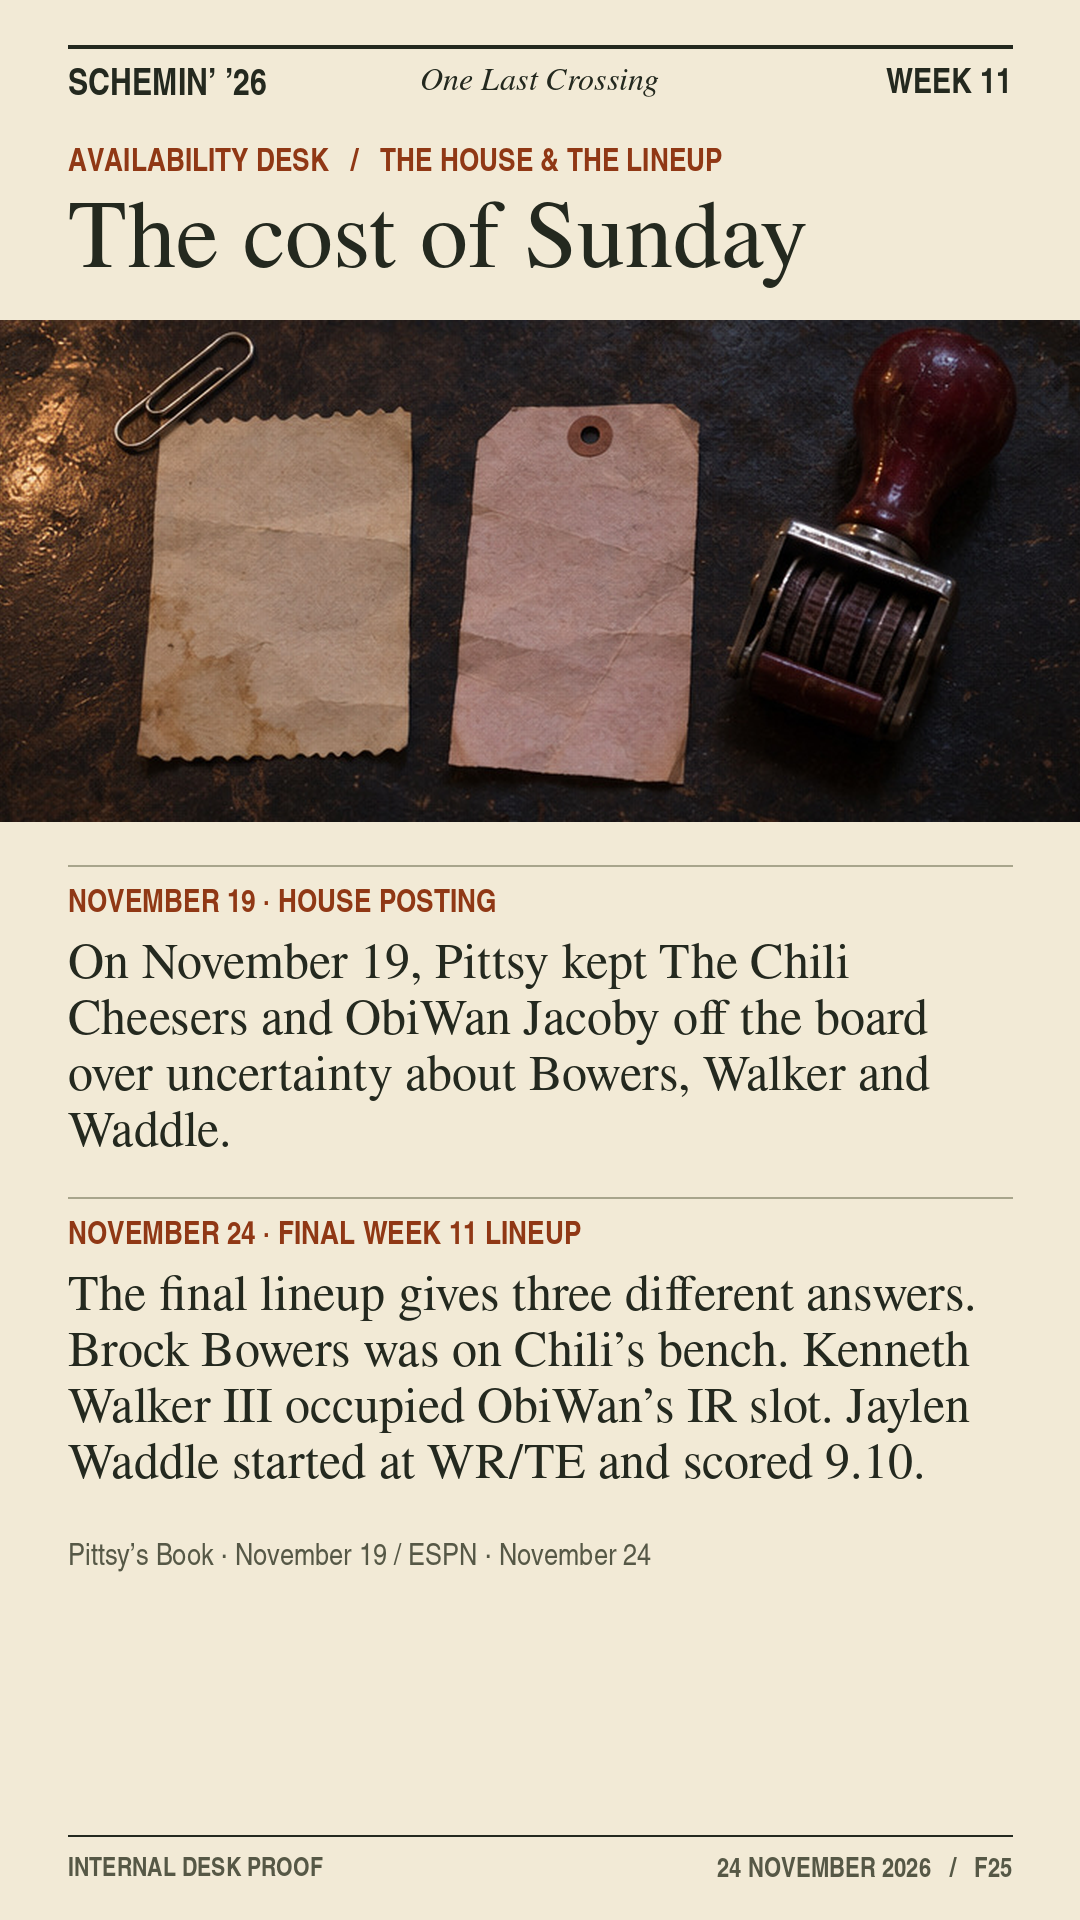 SCHEMIN’ ’26
One Last Crossing
WEEK 11
AVAILABILITY DESK / THE HOUSE & THE LINEUP
The cost of Sunday
NOVEMBER 19 · HOUSE POSTING
On November 19, Pittsy kept The Chili
Cheesers and ObiWan Jacoby off the board
over uncertainty about Bowers, Walker and
Waddle.
NOVEMBER 24 · FINAL WEEK 11 LINEUP
The final lineup gives three different answers.
Brock Bowers was on Chili’s bench. Kenneth
Walker III occupied ObiWan’s IR slot. Jaylen
Waddle started at WR/TE and scored 9.10.
Pittsy’s Book · November 19 / ESPN · November 24
INTERNAL DESK PROOF
24 NOVEMBER 2026 / F25